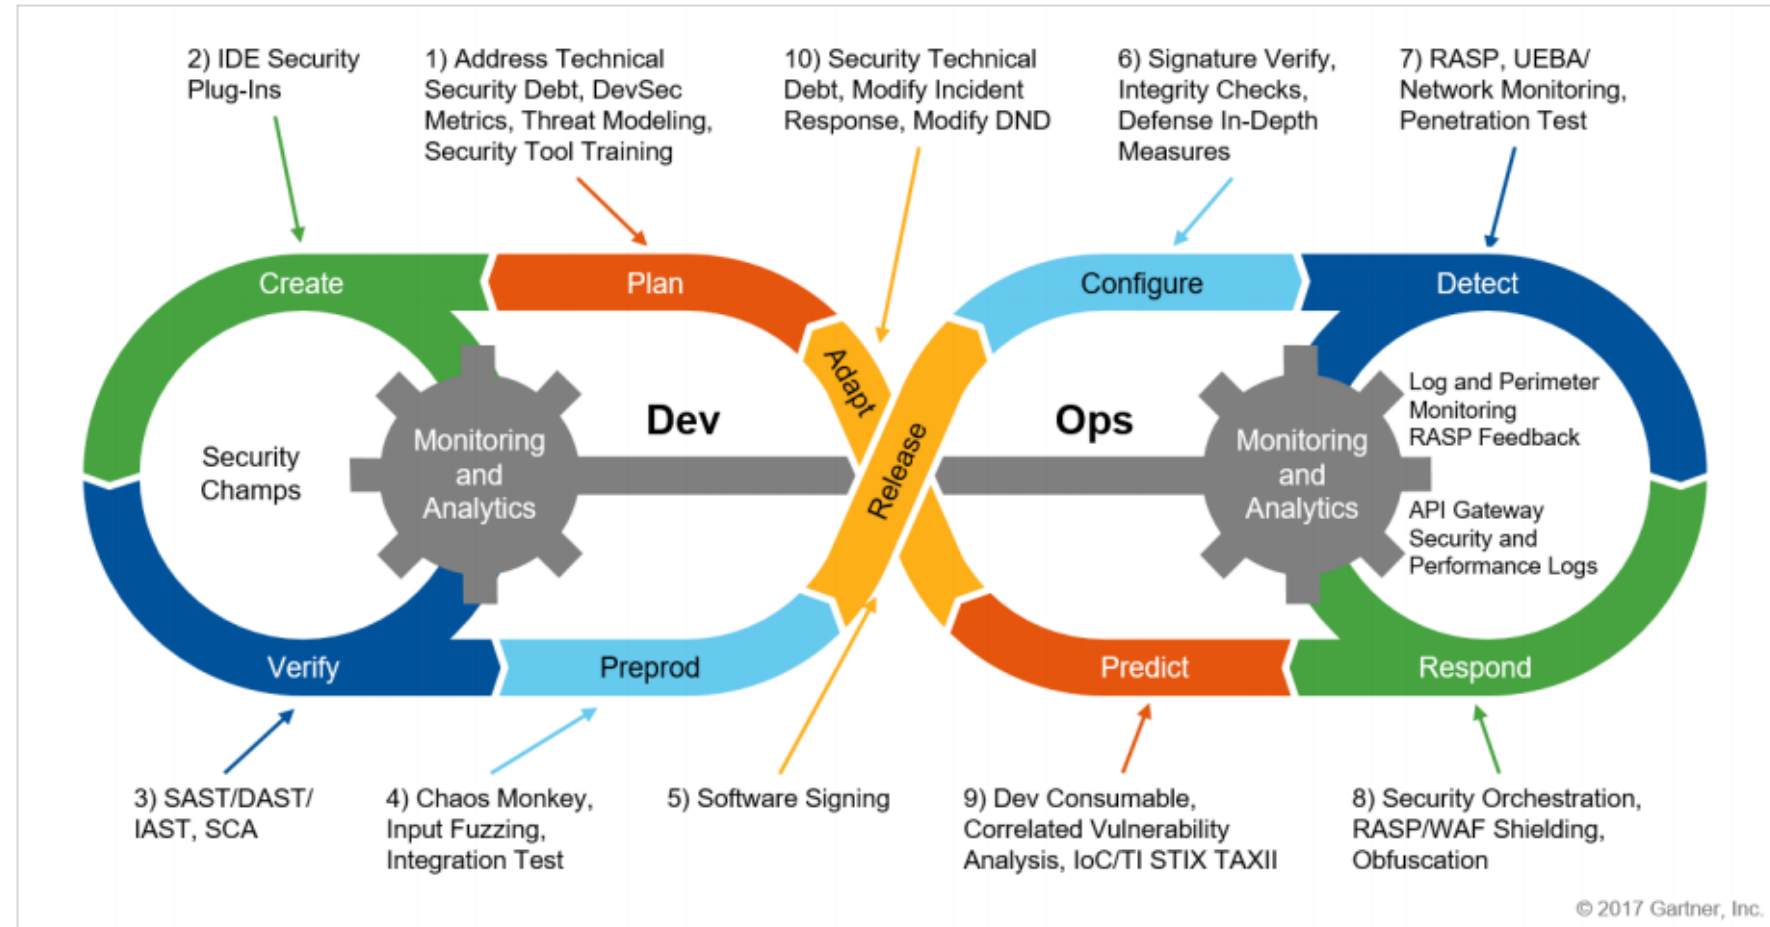 2) IDE Security
Plug-Ins
1) Address Technical
Security Debt, DevSec
Metrics, Threat Modeling,
Security Tool Training
10) Security Technical
Debt, Modify Incident
Response, Modify DND
6) Signature Verify,
Integrity Checks,
Defense In-Depth
Measures
7) RASP, UEBA/
Network Monitoring,
Penetration Test
Create
Plan
Adapt
Release
Configure
Detect
Security
Champs
Monitoring
and
Analytics
Dev
Ops
Monitoring
and
Analytics
Log and Perimeter
Monitoring
RASP Feedback
API Gateway
Security and
Performance Logs
Verify
Preprod
Predict
Respond
3) SAST/DAST/
IAST, SCA
4) Chaos Monkey,
Input Fuzzing,
Integration Test
5) Software Signing
9) Dev Consumable,
Correlated Vulnerability
Analysis, IoC/TI STIX TAXII
8) Security Orchestration,
RASP/WAF Shielding,
Obfuscation
© 2017 Gartner, Inc.